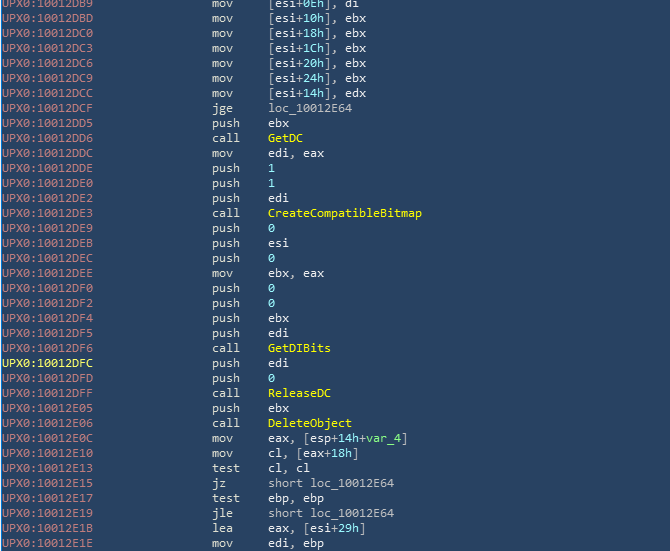 UPX0:10012DB9 mov [esi+0Eh], di
UPX0:10012DBD mov [esi+10h], ebx
UPX0:10012DC0 mov [esi+18h], ebx
UPX0:10012DC3 mov [esi+1Ch], ebx
UPX0:10012DC6 mov [esi+20h], ebx
UPX0:10012DC9 mov [esi+24h], ebx
UPX0:10012DCC mov [esi+14h], edx
UPX0:10012DCF jge loc_10012E64
UPX0:10012DD5 push ebx
UPX0:10012DD6 call GetDC
UPX0:10012DDC mov edi, eax
UPX0:10012DDE push 1
UPX0:10012DE0 push 1
UPX0:10012DE2 push edi
UPX0:10012DE3 call CreateCompatibleBitmap
UPX0:10012DE9 push 0
UPX0:10012DEB push esi
UPX0:10012DEC push 0
UPX0:10012DEE mov ebx, eax
UPX0:10012DF0 push 0
UPX0:10012DF2 push 0
UPX0:10012DF4 push ebx
UPX0:10012DF5 push edi
UPX0:10012DF6 call GetDIBits
UPX0:10012DFC push edi
UPX0:10012DFD push 0
UPX0:10012DFF call ReleaseDC
UPX0:10012E05 push ebx
UPX0:10012E06 call DeleteObject
UPX0:10012E0C mov eax, [esp+14h+var_4]
UPX0:10012E10 mov cl, [eax+18h]
UPX0:10012E13 test cl, cl
UPX0:10012E15 jz short loc_10012E64
UPX0:10012E17 test ebp, ebp
UPX0:10012E19 jle short loc_10012E64
UPX0:10012E1B lea eax, [esi+29h]
UPX0:10012E1E mov edi, ebp